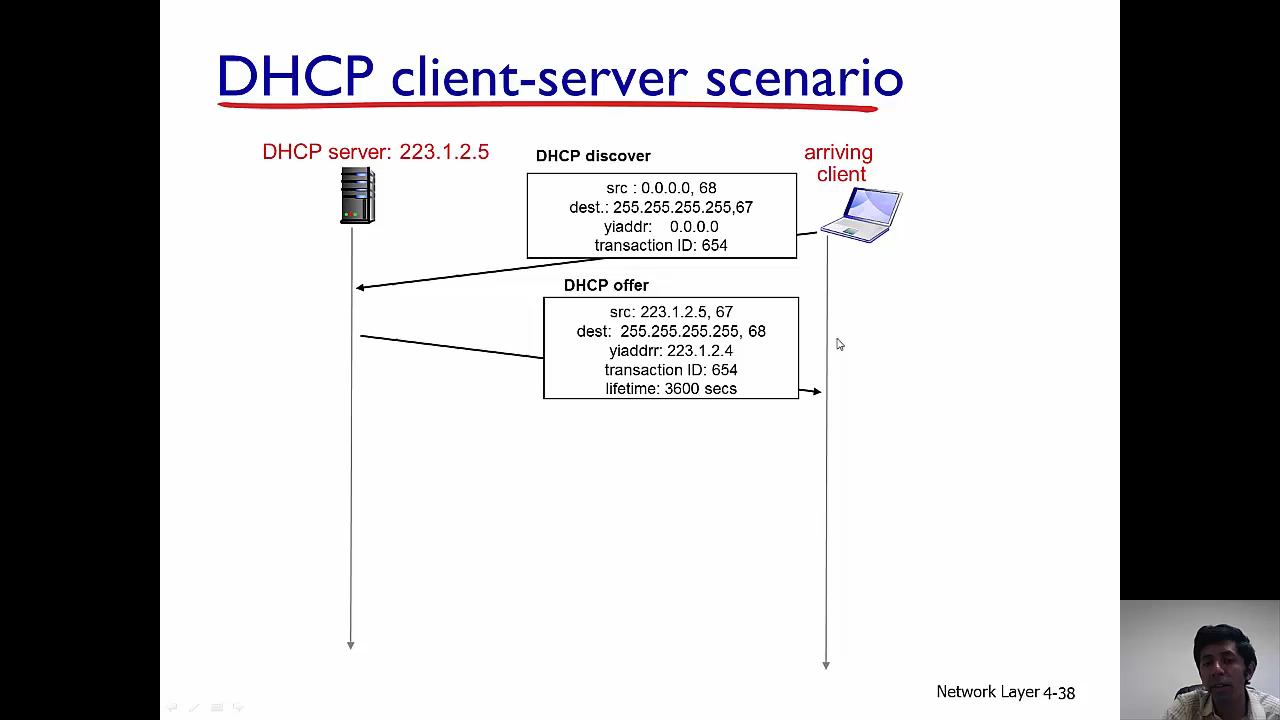 DHCP client-server scenario
DHCP server: 223.1.2.5
DHCP discover
arriving
client
src : 0.0.0.0, 68
dest.: 255.255.255.255,67
yiaddr: 0.0.0.0
transaction ID: 654
DHCP offer
src: 223.1.2.5, 67
dest: 255.255.255.255, 68
yiaddrr: 223.1.2.4
transaction ID: 654
lifetime: 3600 secs
Network Layer 4-38